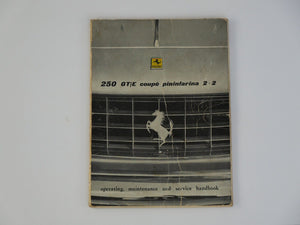 250 GT/E coupé pininfarina 2+2
operating, maintenance and service handbook